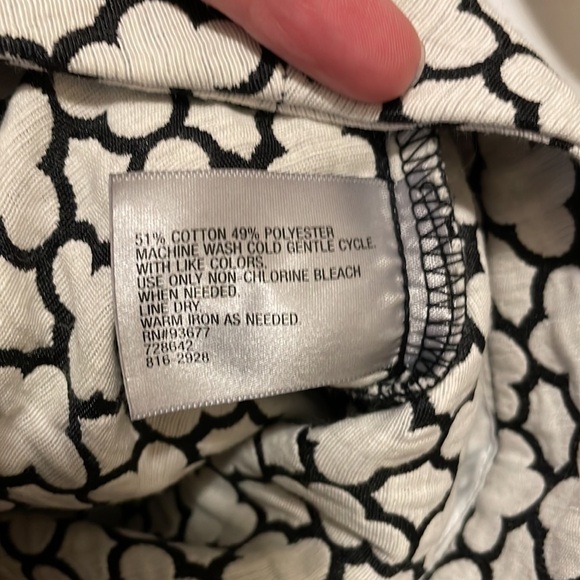 51% COTTON 49% POLYESTER
MACHINE WASH COLD GENTLE CYCLE.
WITH LIKE COLORS.
USE ONLY NON-CHLORINE BLEACH
WHEN NEEDED.
LINE DRY.
WARM IRON AS NEEDED.
RN#93677
728642
816-2928